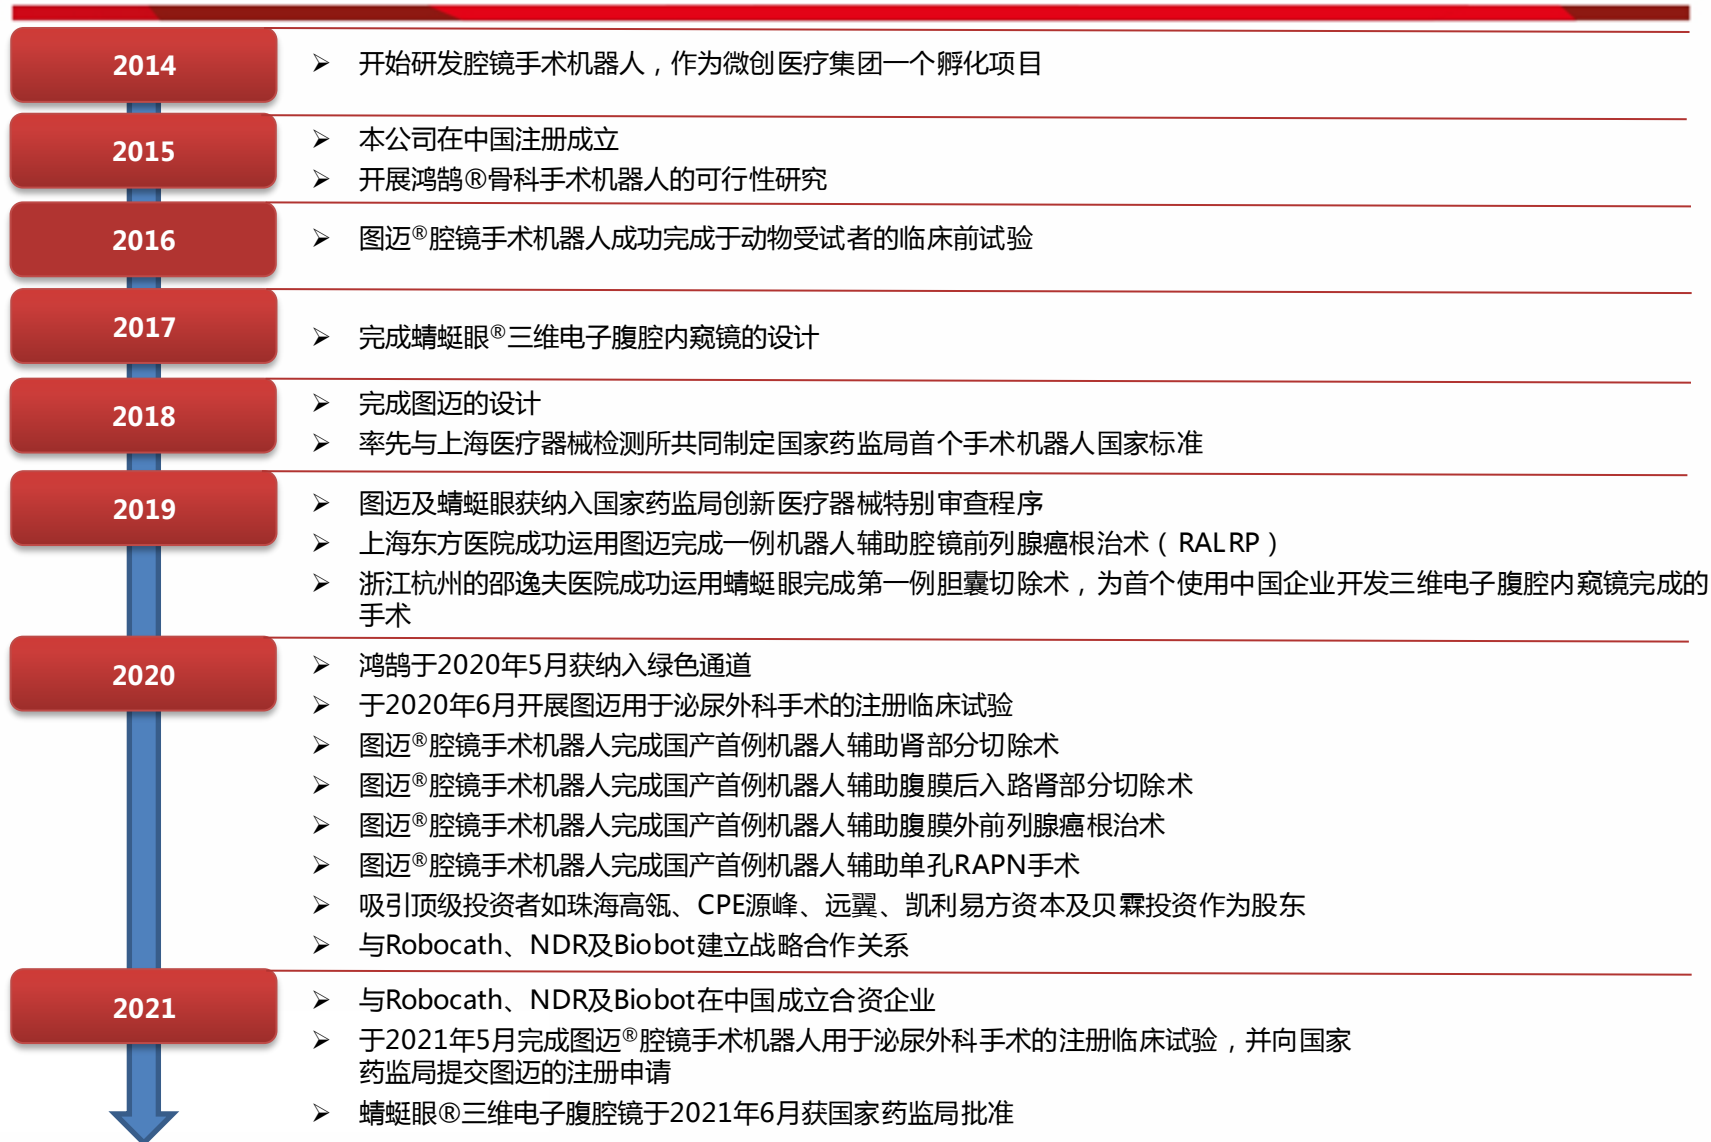 2014
➢ 开始研发腔镜手术机器人，作为微创医疗集团一个孵化项目
2015
➢ 本公司在中国注册成立
➢ 开展鸿鹄®骨科手术机器人的可行性研究
2016
➢ 图迈®腔镜手术机器人成功完成于动物受试者的临床前试验
2017
➢ 完成蜻蜓眼®三维电子腹腔内窥镜的设计
2018
➢ 完成图迈的设计
➢ 率先与上海医疗器械检测所共同制定国家药监局首个手术机器人国家标准
2019
➢ 图迈及蜻蜓眼获纳入国家药监局创新医疗器械特别审查程序
➢ 上海东方医院成功运用图迈完成一例机器人辅助腔镜前列腺癌根治术（RALRP）
➢ 浙江杭州的邵逸夫医院成功运用蜻蜓眼完成第一例胆囊切除术，为首个使用中国企业开发三维电子腹腔内窥镜完成的
手术
2020
➢ 鸿鹄于2020年5月获纳入绿色通道
➢ 于2020年6月开展图迈用于泌尿外科手术的注册临床试验
➢ 图迈®腔镜手术机器人完成国产首例机器人辅助肾部分切除术
➢ 图迈®腔镜手术机器人完成国产首例机器人辅助腹膜后入路肾部分切除术
➢ 图迈®腔镜手术机器人完成国产首例机器人辅助腹膜外前列腺癌根治术
➢ 图迈®腔镜手术机器人完成国产首例机器人辅助单孔RAPN手术
➢ 吸引顶级投资者如珠海高瓴、CPE源峰、远翼、凯利易方资本及贝霖投资作为股东
➢ 与Robocath、NDR及Biobot建立战略合作关系
2021
➢ 与Robocath、NDR及Biobot在中国成立合资企业
➢ 于2021年5月完成图迈®腔镜手术机器人用于泌尿外科手术的注册临床试验，并向国家
药监局提交图迈的注册申请
➢ 蜻蜓眼®三维电子腹腔镜于2021年6月获国家药监局批准